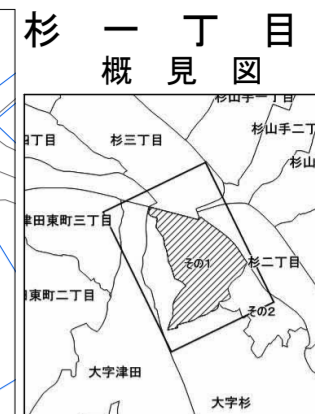 杉一丁目
概見図
杉山手一丁目
杉山手二丁
丁目
杉三丁目
杉山
津田東町三丁目
その1
杉二丁目
東町二丁目
その2
大字津田
大字杉